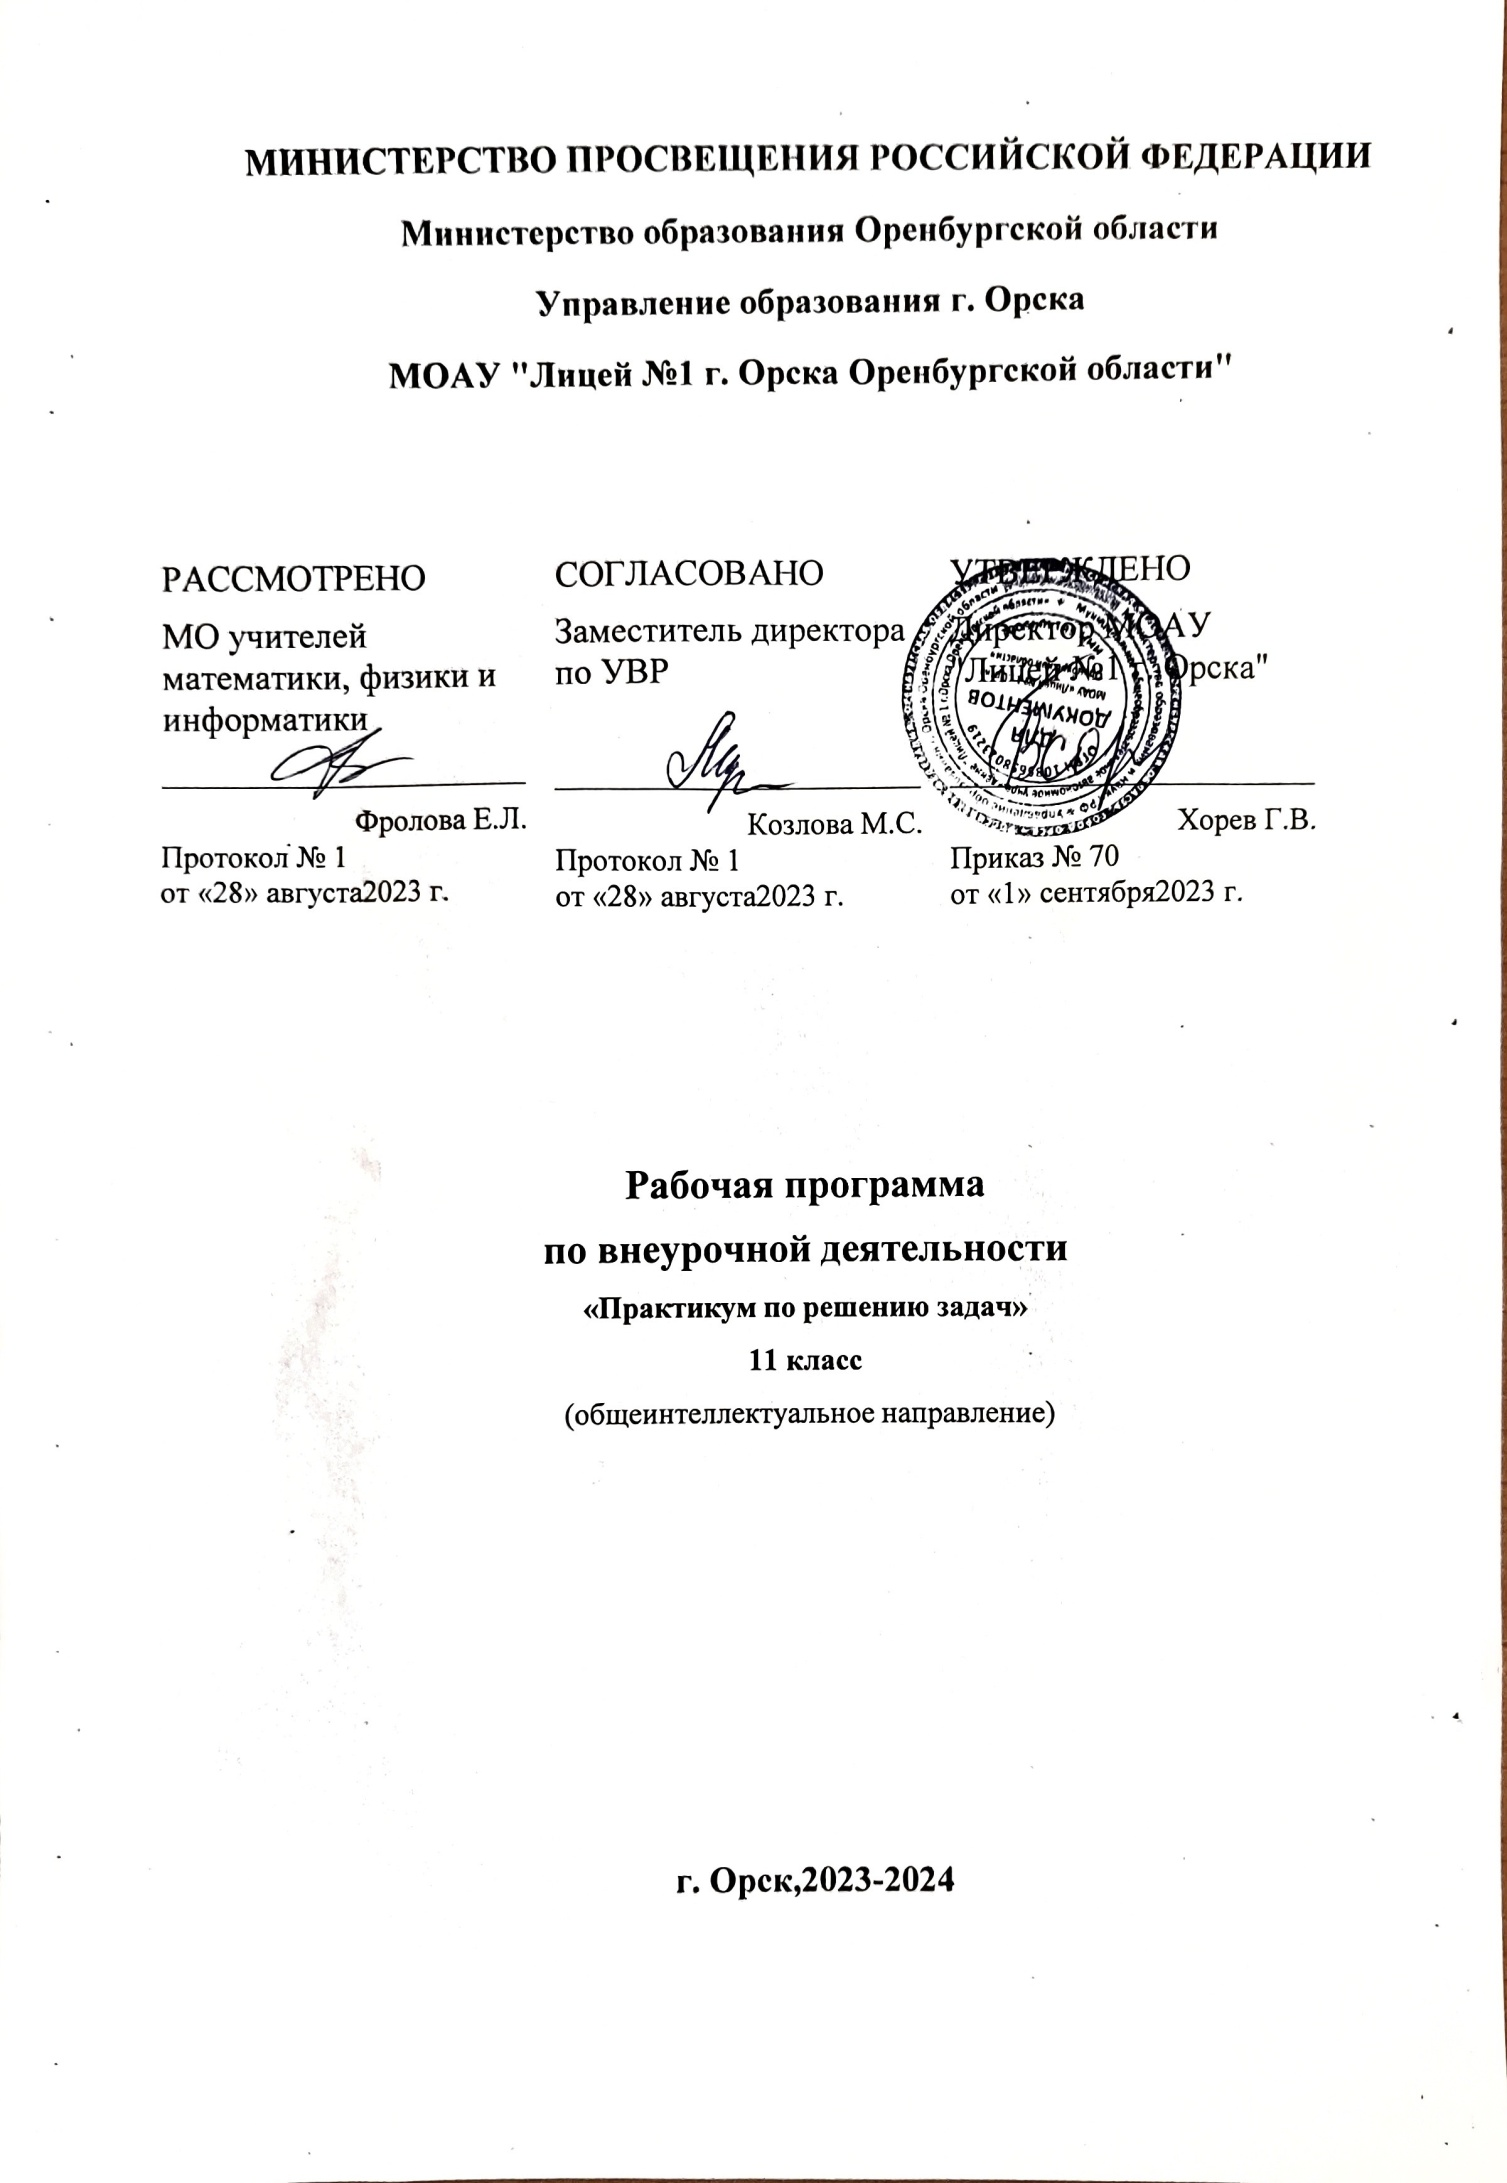 МИНИСТЕРСТВО ПРОСВЕЩЕНИЯ РОССИЙСКОЙ ФЕДЕРАЦИИ
Министерство образования Оренбургской области
Управление образования г. Орска
МОАУ "Лицей №1 г. Орска Оренбургской области"
РАССМОТРЕНО
МО учителей
математики, физики и
информатики
Фролова Е.Л.
Протокол № 1
от «28» августа2023 г.
СОГЛАСОВАНО
Заместитель директора
по УВР
Козлова М.С.
Протокол № 1
от «28» августа2023 г.
УТВЕРЖДЕНО
Директор МОАУ
"Лицей №1 г. Орска"
Хорев Г.В.
Приказ № 70
от «1» сентября2023 г.
ДЛЯ
ДОКУМЕНТОВ
Рабочая программа
по внеурочной деятельности
«Практикум по решению задач»
11 класс
(общеинтеллектуальное направление)
г. Орск,2023-2024